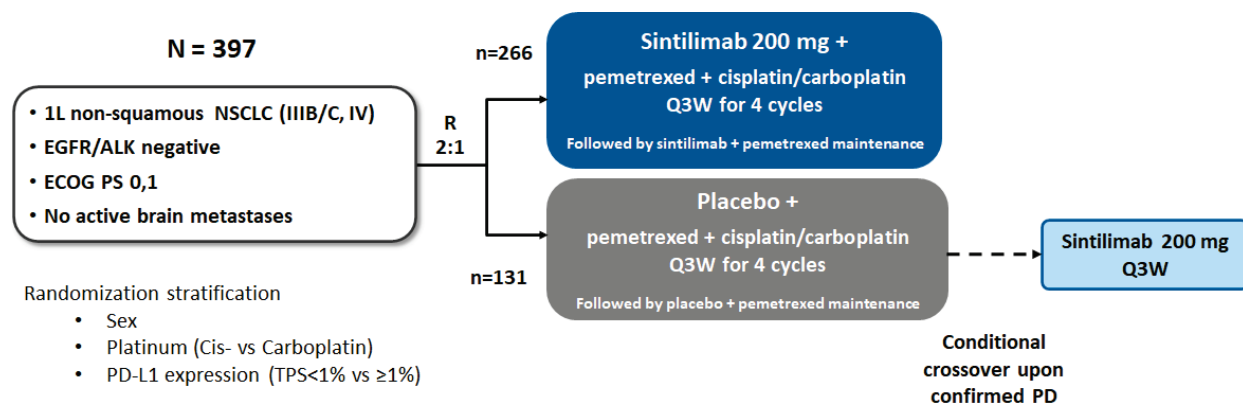 N = 397
• 1L non-squamous NSCLC (IIIB/C, IV)
• EGFR/ALK negative
• ECOG PS 0,1
• No active brain metastases
R
2:1
n=266
Sintilimab 200 mg +
pemetrexed + cisplatin/carboplatin
Q3W for 4 cycles
Followed by sintilimab + pemetrexed maintenance
n=131
Placebo +
pemetrexed + cisplatin/carboplatin
Q3W for 4 cycles
Followed by placebo + pemetrexed maintenance
Sintilimab 200 mg
Q3W
Conditional
crossover upon
confirmed PD
Randomization stratification
• Sex
• Platinum (Cis- vs Carboplatin)
• PD-L1 expression (TPS<1% vs ≥1%)